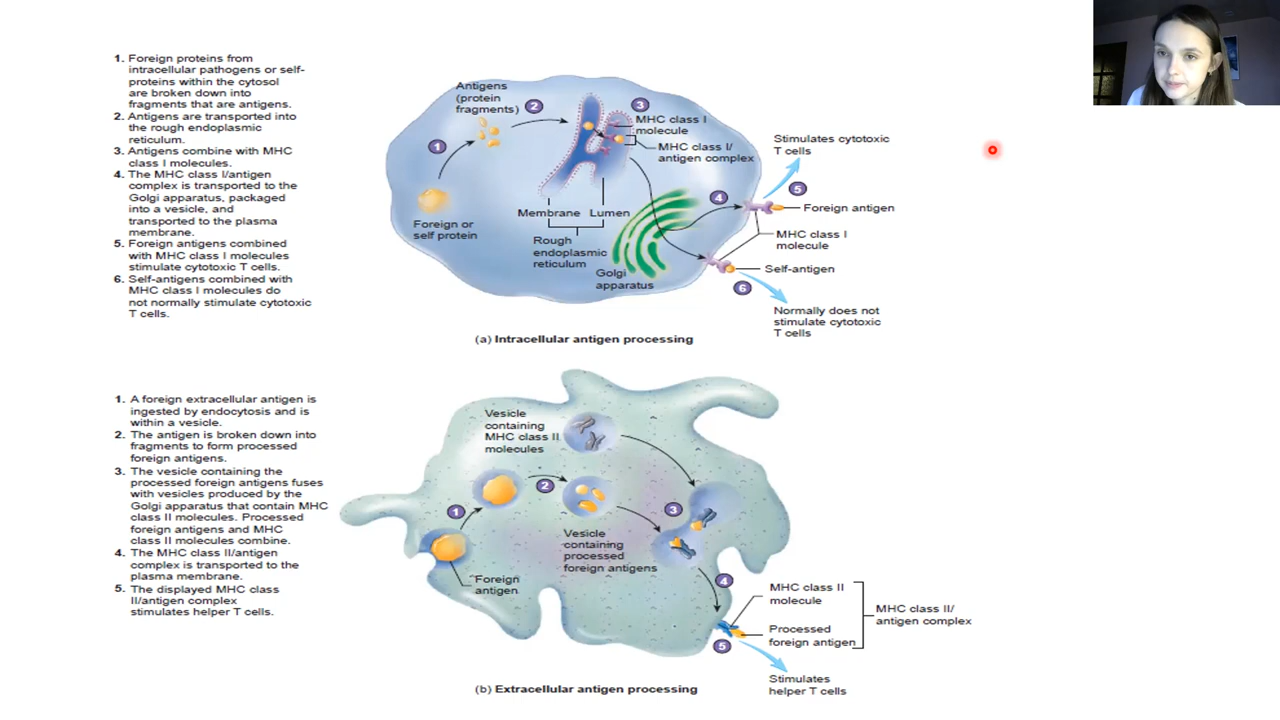 1. Foreign proteins from
intracellular pathogens or self-
proteins within the cytosol
are broken down into
fragments that are antigens.
2. Antigens are transported into
the rough endoplasmic
reticulum.
3. Antigens combine with MHC
class I molecules.
4. The MHC class I/antigen
complex is transported to the
Golgi apparatus, packaged
into a vesicle, and
transported to the plasma
membrane.
5. Foreign antigens combined
with MHC class I molecules
stimulate cytotoxic T cells.
6. Self-antigens combined with
MHC class I molecules do
not normally stimulate cytotoxic
T cells.
Antigens
(protein
fragments)
2
3
MHC class I
molecule
1
MHC class I/
antigen complex
Stimulates cytotoxic
T cells
4
5
Foreign antigen
Foreign or
self protein
Membrane
Lumen
MHC class I
molecule
Rough
endoplasmic
reticulum
Golgi
apparatus
Self-antigen
6
Normally does not
stimulate cytotoxic
T cells
(a) Intracellular antigen processing
1. A foreign extracellular antigen is
ingested by endocytosis and is
within a vesicle.
2. The antigen is broken down into
fragments to form processed
foreign antigens.
3. The vesicle containing the
processed foreign antigens fuses
with vesicles produced by the
Golgi apparatus that contain MHC
class II molecules. Processed
foreign antigens and MHC
class II molecules combine.
4. The MHC class II/antigen
complex is transported to the
plasma membrane.
5. The displayed MHC class
II/antigen complex
stimulates helper T cells.
Vesicle
containing
MHC class II
molecules
2
1
3
Vesicle
containing
processed
foreign antigens
Foreign
antigen
4
MHC class II
molecule
MHC class II/
antigen complex
Processed
foreign antigen
5
Stimulates
helper T cells
(b) Extracellular antigen processing